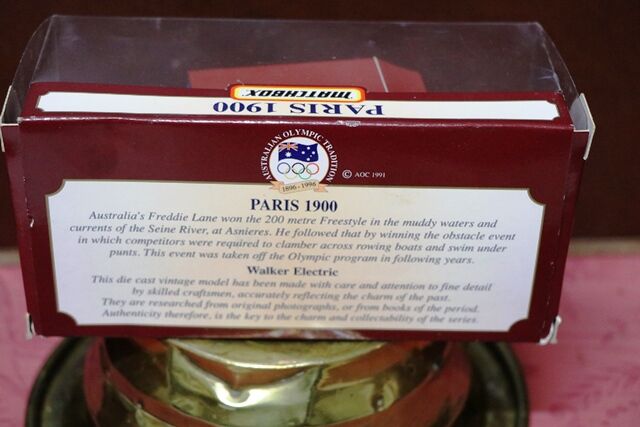 MATCHBOX
PARIS 1900
AUSTRALIAN OLYMPIC TRADITION
1896-1996
© AOC 1991
PARIS 1900
Australia's Freddie Lane won the 200 metre Freestyle in the muddy waters and
currents of the Seine River, at Asnieres. He followed that by winning the obstacle event
in which competitors were required to clamber across rowing boats and swim under
punts. This event was taken off the Olympic program in following years.
Walker Electric
This die cast vintage model has been made with care and attention to fine detail
by skilled craftsmen, accurately reflecting the charm of the past.
They are researched from original photographs, or from books of the period.
Authenticity therefore, is the key to the charm and collectability of the series.